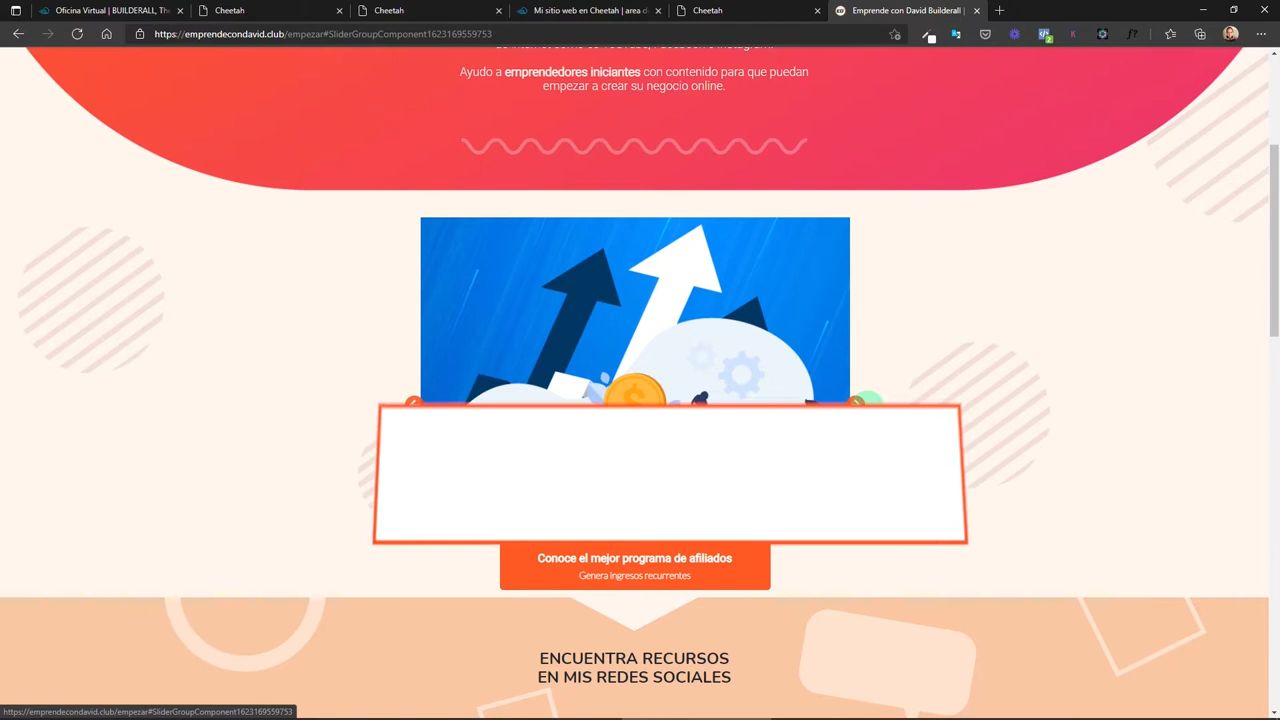 Oficina Virtual | BUILDERALL, The
Cheetah
Cheetah
Mi sitio web en Cheetah | area d
Cheetah
Emprende con David Builderall |
https://emprendecondavid.club/empezar#SliderGroupComponent1623169559753
Ayudo a emprendedores iniciantes con contenido para que puedan
empezar a crear su negocio online.
Conoce el mejor programa de afiliados
Genera ingresos recurrentes
ENCUENTRA RECURSOS
EN MIS REDES SOCIALES
https://emprendecondavid.club/empezar#SliderGroupComponent1623169559753